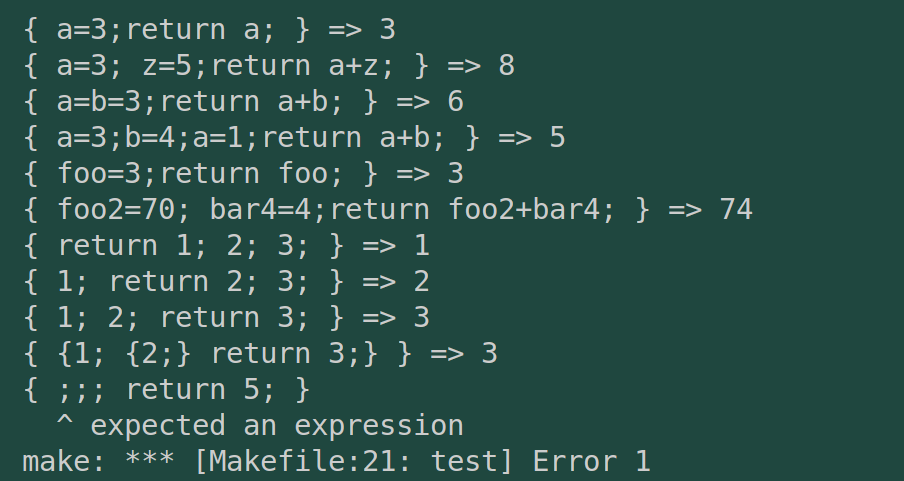 { a=3;return a; } => 3
{ a=3; z=5;return a+z; } => 8
{ a=b=3;return a+b; } => 6
{ a=3;b=4;a=1;return a+b; } => 5
{ foo=3;return foo; } => 3
{ foo2=70; bar4=4;return foo2+bar4; } => 74
{ return 1; 2; 3; } => 1
{ 1; return 2; 3; } => 2
{ 1; 2; return 3; } => 3
{ {1; {2;} return 3;} } => 3
{ ;;; return 5; }
  ^ expected an expression
make: *** [Makefile:21: test] Error 1